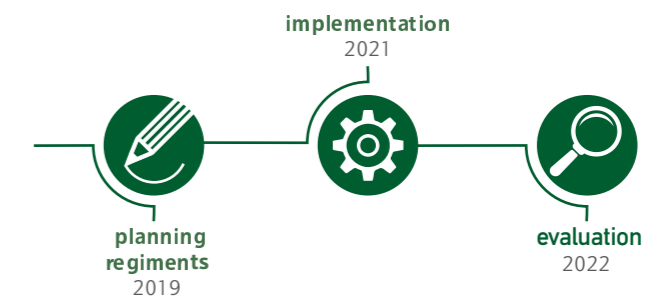 implementation
2021
planning
regiments
2019
evaluation
2022